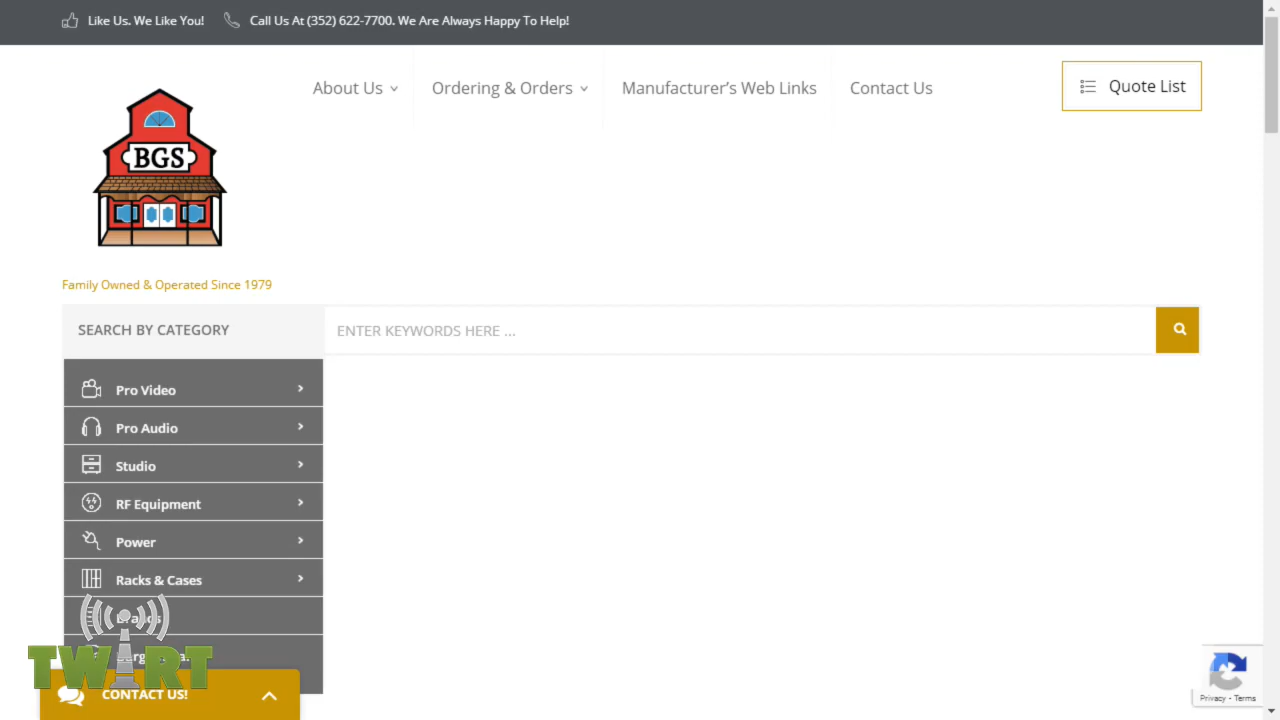 Like Us. We Like You!
Call Us At (352) 622-7700. We Are Always Happy To Help!
About Us
Ordering & Orders
Manufacturer's Web Links
Contact Us
Quote List
BGS
Family Owned & Operated Since 1979
SEARCH BY CATEGORY
ENTER KEYWORDS HERE ...
Pro Video
Pro Audio
Studio
RF Equipment
Power
Racks & Cases
Brands
TWiRT
CONTACT US!
Privacy - Terms